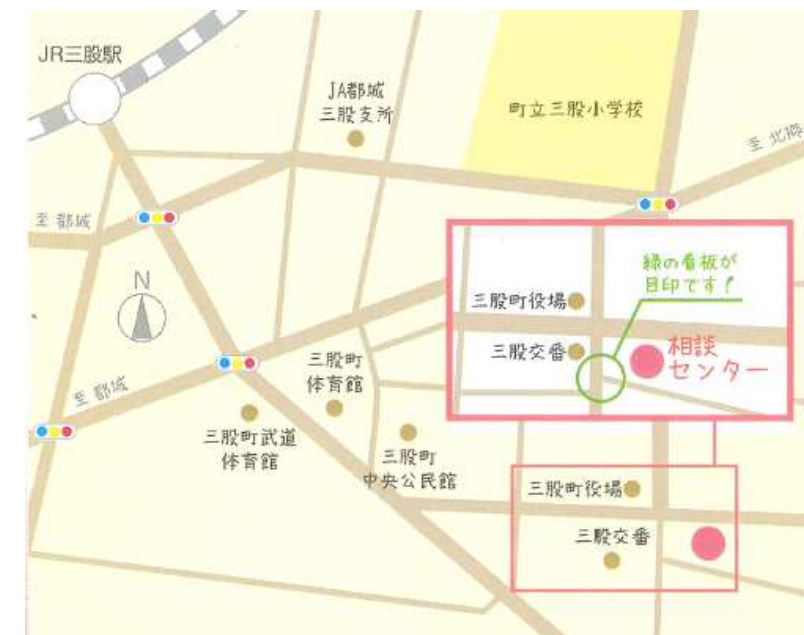 JR三股駅
JA都城
三股支所
町立三股小学校
至 北郷
至 都城
N
緑の看板が
目印です!
三股町役場
三股交番
相談
センター
至 都城
三股町
体育館
三股町武道
体育館
三股町
中央公民館
三股町役場
三股交番